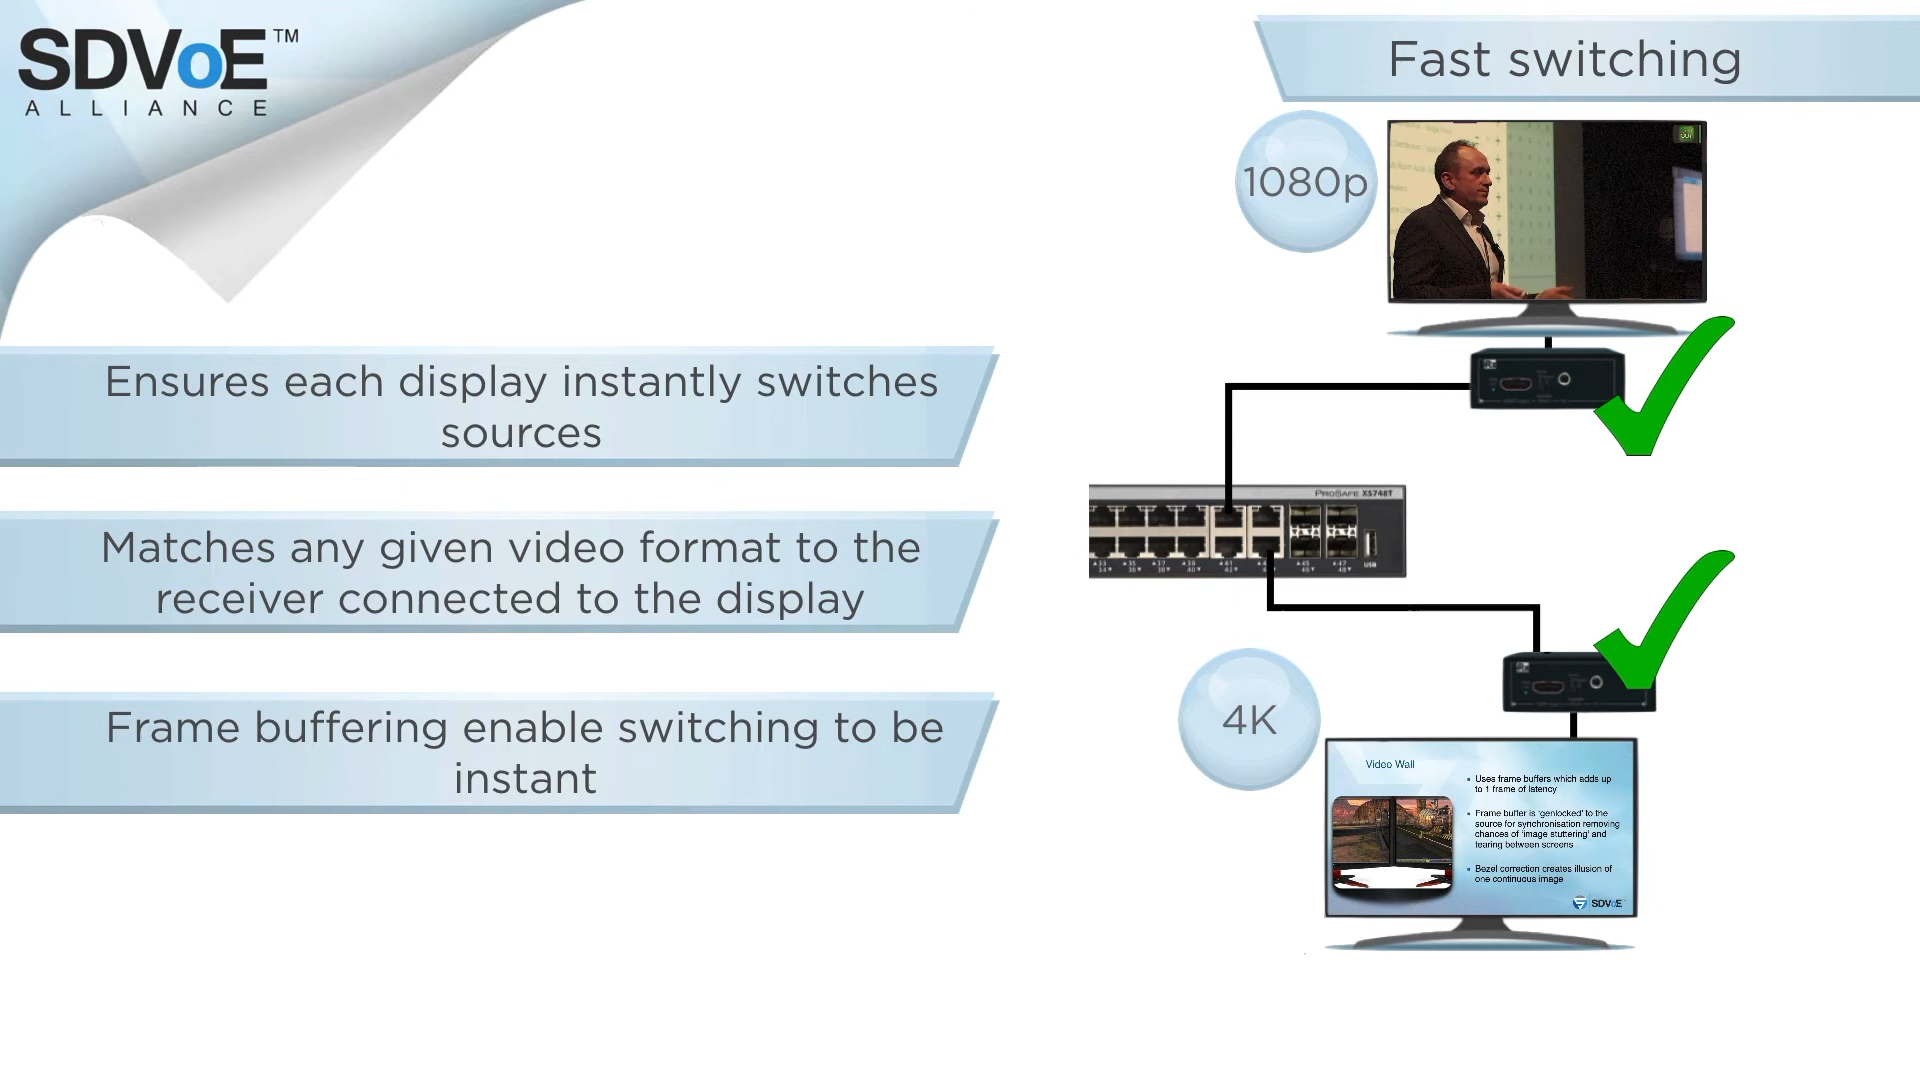 SDVoE™
ALLIANCE
Fast switching
1080p
OUT
Ensures each display instantly switches
sources
Matches any given video format to the
receiver connected to the display
Frame buffering enable switching to be
instant
PROSAFE XS748T
USB
4K
Video Wall
• Uses frame buffers which adds up
to 1 frame of latency
• Frame buffer is 'genlocked' to the
source for synchronisation removing
chances of 'image stuttering' and
tearing between screens
• Bezel correction creates illusion of
one continuous image
SDVoE